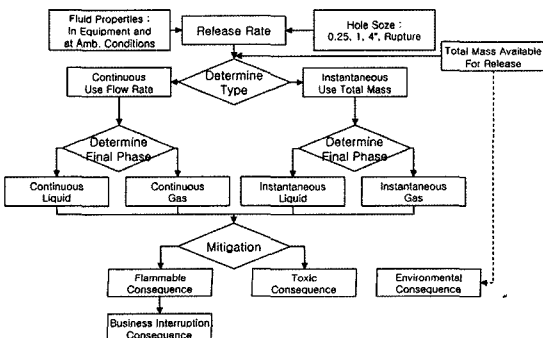 Fluid Properties :
In Equipment and
at Amb. Conditions
Release Rate
Hole Soze :
0.25, 1, 4", Rupture
Total Mass Available
For Release
Continuous
Use Flow Rate
Determine
Type
Instantaneous
Use Total Mass
Determine
Final Phase
Determine
Final Phase
Continuous
Liquid
Continuous
Gas
Instantaneous
Liquid
Instantaneous
Gas
Mitigation
Flammable
Consequence
Toxic
Consequence
Environmental
Consequence
Business Interruption
Consequence